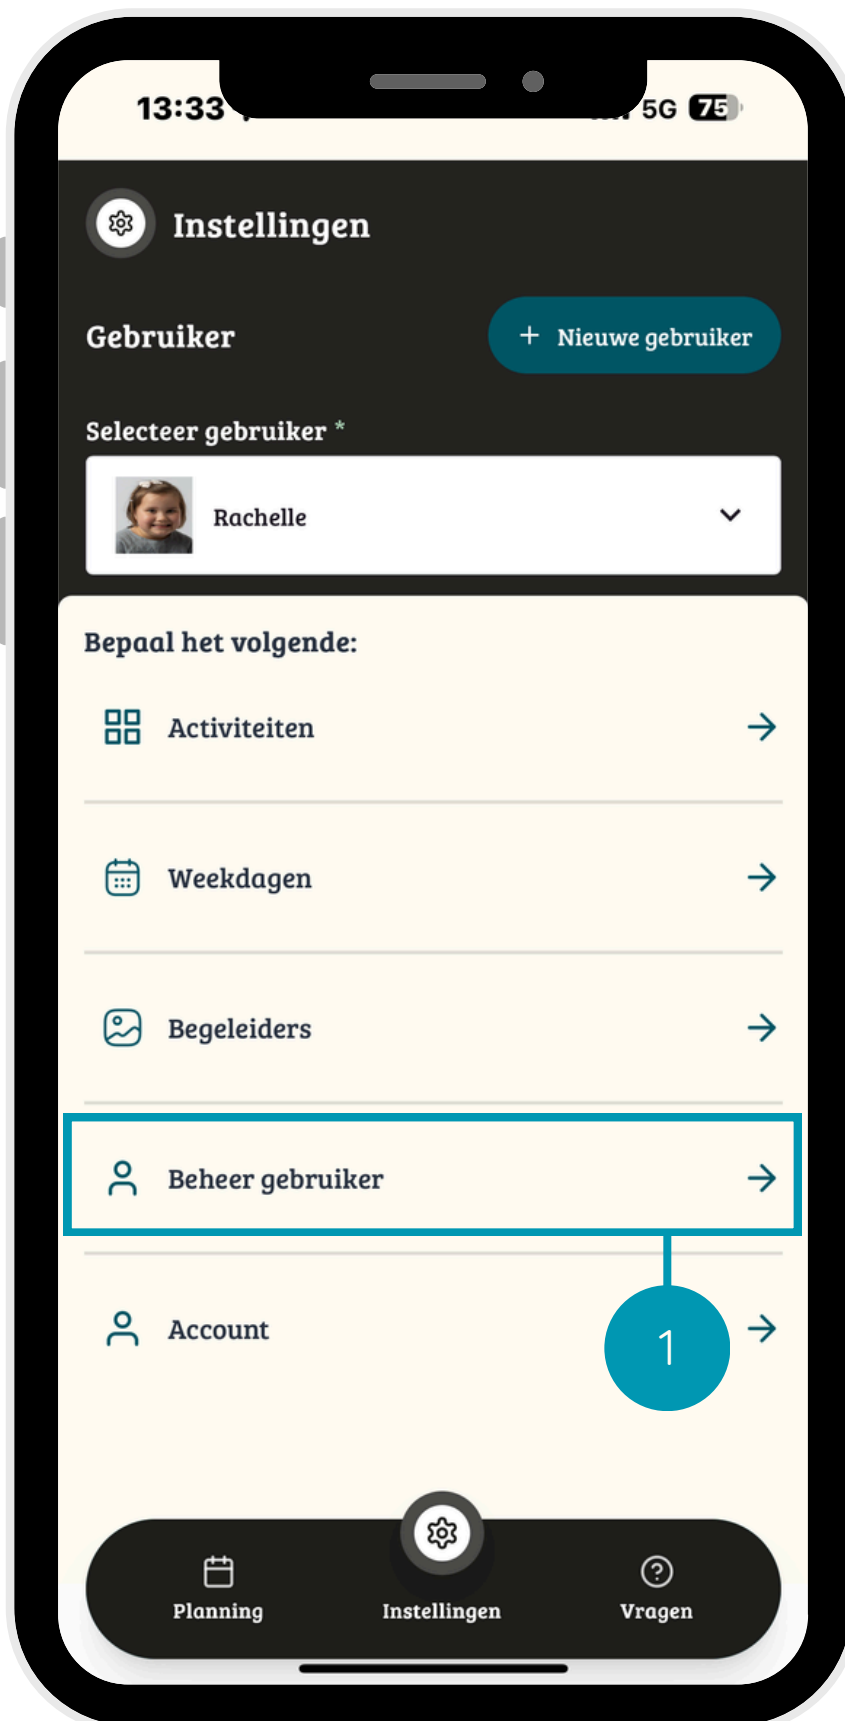 13:33
5G 75
Instellingen
Gebruiker
+ Nieuwe gebruiker
Selecteer gebruiker *
Rachelle
Bepaal het volgende:
Activiteiten
Weekdagen
Begeleiders
Beheer gebruiker
Account
1
Planning
Instellingen
Vragen